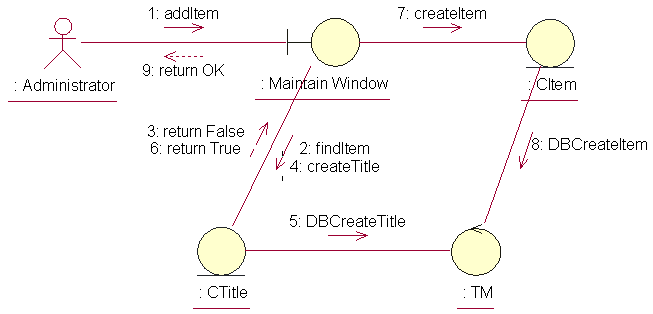 1: addItem
7: createItem
9: return OK
: Administrator
: Maintain Window
: CItem
3: return False
6: return True
2: findItem
4: createTitle
8: DBCreateItem
5: DBCreateTitle
: CTitle
: TM